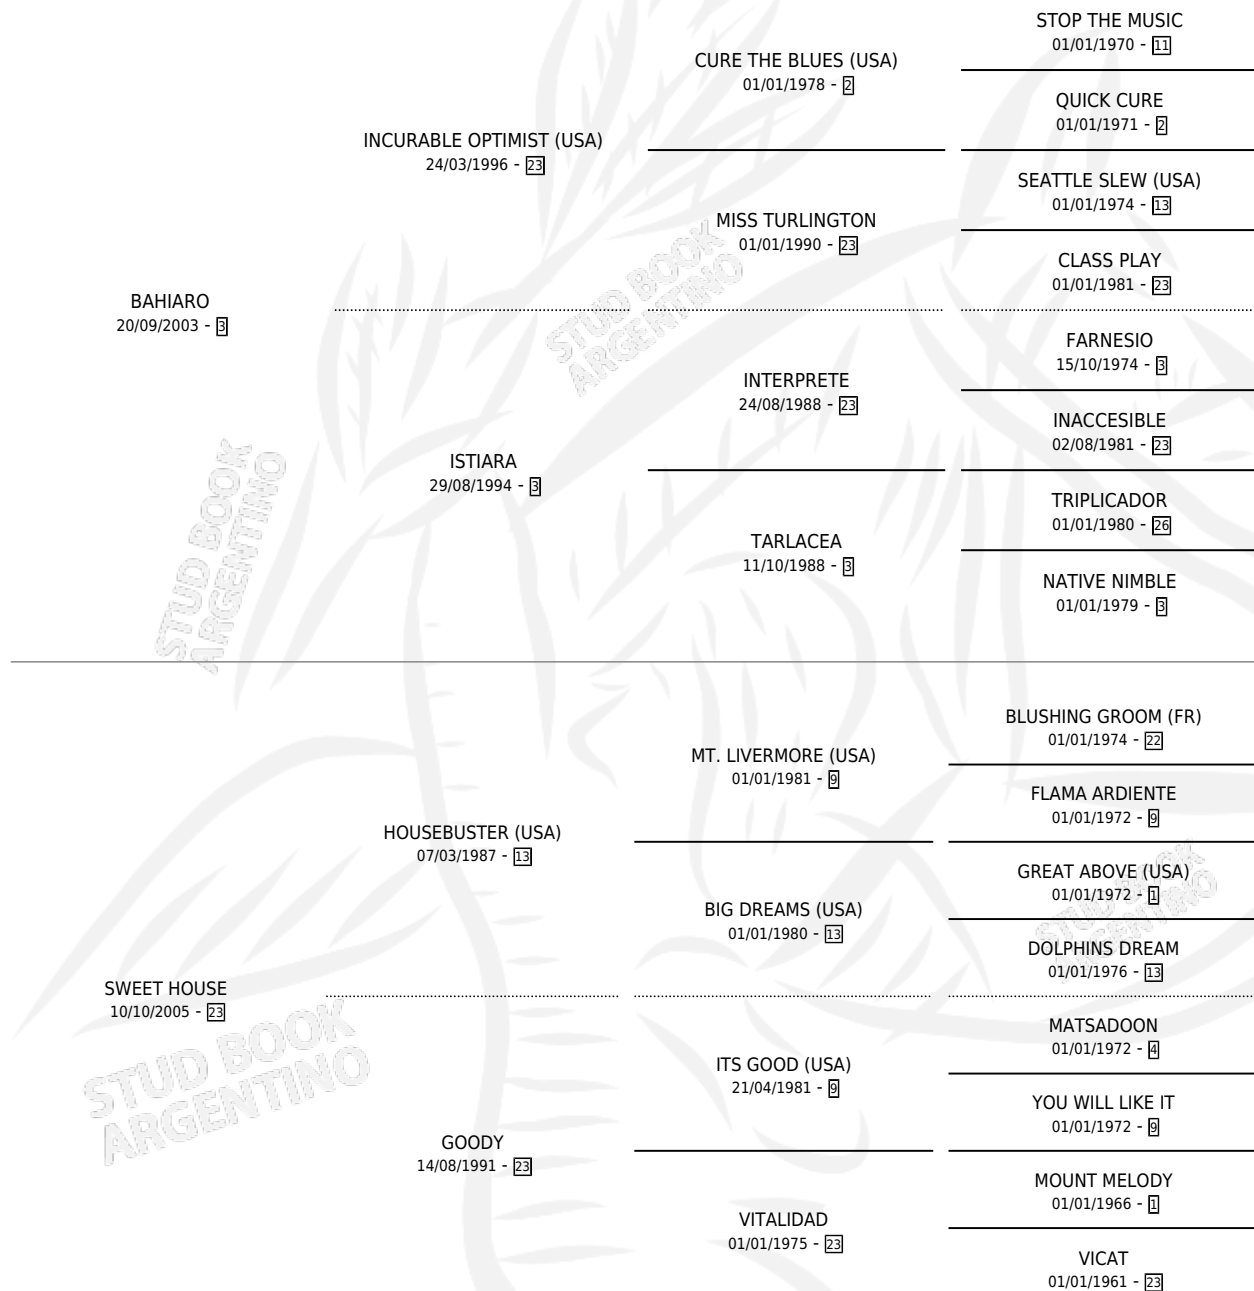 STOP THE MUSIC
01/01/1970 - 11
CURE THE BLUES (USA)
01/01/1978 - 2
QUICK CURE
01/01/1971 - 2
INCURABLE OPTIMIST (USA)
24/03/1996 - 23
SEATTLE SLEW (USA)
01/01/1974 - 13
MISS TURLINGTON
01/01/1990 - 23
CLASS PLAY
01/01/1981 - 23
BAHIARO
20/09/2003 - 3
FARNESIO
15/10/1974 - 3
INTERPRETE
24/08/1988 - 23
INACCESIBLE
02/08/1981 - 23
ISTIARA
29/08/1994 - 3
TRIPLICADOR
01/01/1980 - 26
TARLACEA
11/10/1988 - 3
NATIVE NIMBLE
01/01/1979 - 3
STUD BOOK
ARGENTINO
STUD BOOK
ARGENTINO
BLUSHING GROOM (FR)
01/01/1974 - 22
MT. LIVERMORE (USA)
01/01/1981 - 9
FLAMA ARDIENTE
01/01/1972 - 9
HOUSEBUSTER (USA)
07/03/1987 - 13
GREAT ABOVE (USA)
01/01/1972 - 1
BIG DREAMS (USA)
01/01/1980 - 13
DOLPHINS DREAM
01/01/1976 - 13
SWEET HOUSE
10/10/2005 - 23
MATSADOON
01/01/1972 - 4
ITS GOOD (USA)
21/04/1981 - 9
YOU WILL LIKE IT
01/01/1972 - 9
GOODY
14/08/1991 - 23
MOUNT MELODY
01/01/1966 - 1
VITALIDAD
01/01/1975 - 23
VICAT
01/01/1961 - 23
STUD BOOK
ARGENTINO
STUD BOOK
ARGENTINO